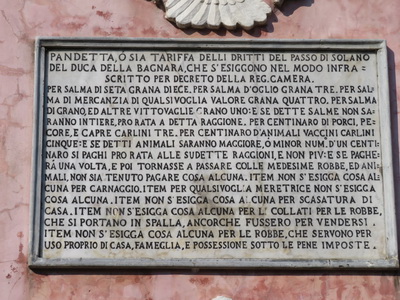 PANDETTA, Ó SIA TARIFFA DELLI DRITTI DEL PASSO DI SOLANO
DEL DUCA DELLA BAGNARA, CHE S'ESIGGONO NEL MODO INFRA=
SCRITTO PER DECRETO DELLA REG. CAMERA.
PER SALMA DI SETA GRANA DIECE. PER SALMA D'OGLIO GRANA TRE. PER SAL=
MA DI MERCANZIA DI QUALSIVOGLIA VALORE GRANA QUATTRO. PER SALMA
DI GRANO, ED ALTRE VITTOVAGLIE GRANO UNO: E SE DETTE SALME NON SA=
RANNO INTIERE, PRO RATA A DETTA RAGGIONE. PER CENTINARO DI PORCI, PE=
CORE, E CAPRE CARLINI TRE. PER CENTINARO D'ANIMALI VACCINI CARLINI
CINQUE: E SE DETTI ANIMALI SARANNO MAGGIORE, O MINOR NUM. D'UN CENTI=
NARO SI PAGHI PRO RATA ALLE SUDETTE RAGGIONI, E NON PIV: E SE PAGHE=
RÀ UNA VOLTA, E POI TORNASSE A PASSARE COLLE MEDESIME ROBBE, ED ANI=
MALI, NON SIA TENUTO PAGARE COSA ALCUNA. ITEM NON S'ESIGGA COSA AL=
CUNA PER CARNAGGIO. ITEM PER QUALSIVOGLIA MERETRICE NON S'ESIGGA
COSA ALCUNA. ITEM NON S'ESIGGA COSA ALCUNA PER SCASATURA DI
CASA. ITEM NON S'ESIGGA COSA ALCUNA PER L'COLLATI PER LE ROBBE,
CHE SI PORTANO IN SPALLA, ANCORCHE FUSSERO PER VENDERSI.
ITEM NON S'ESIGGA COSA ALCUNA PER LE ROBBE, CHE SERVONO PER
USO PROPRIO DI CASA, FAMEGLIA, E POSSESSIONE SOTTO LE PENE IMPOSTE.